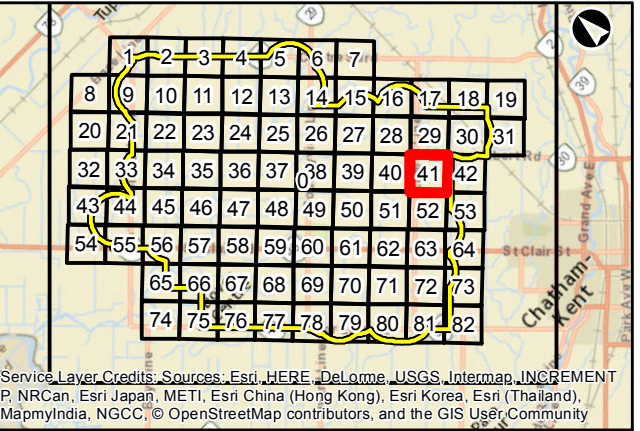 29
40
39
1 2 3 4 5 6 7
8 9 10 11 12 13 14 15 16 17 18 19
20 21 22 23 24 25 26 27 28 29 30 31
30
32 33 34 35 36 37 38 39 40 41 42
0
43 44 45 46 47 48 49 50 51 52 53
Grand Ave E
54 55 56 57 58 59 60 61 62 63 64
St Clair St
65 66 67 68 69 70 71 72 73
Chatham-
Kent
74 75 76 77 78 79 80 81 82
Park Ave W
Service Layer Credits: Sources: Esri, HERE, DeLorme, USGS, Intermap, INCREMENT
P, NRCan, Esri Japan, METI, Esri China (Hong Kong), Esri Korea, Esri (Thailand),
MapmyIndia, NGCC, © OpenStreetMap contributors, and the GIS User Community